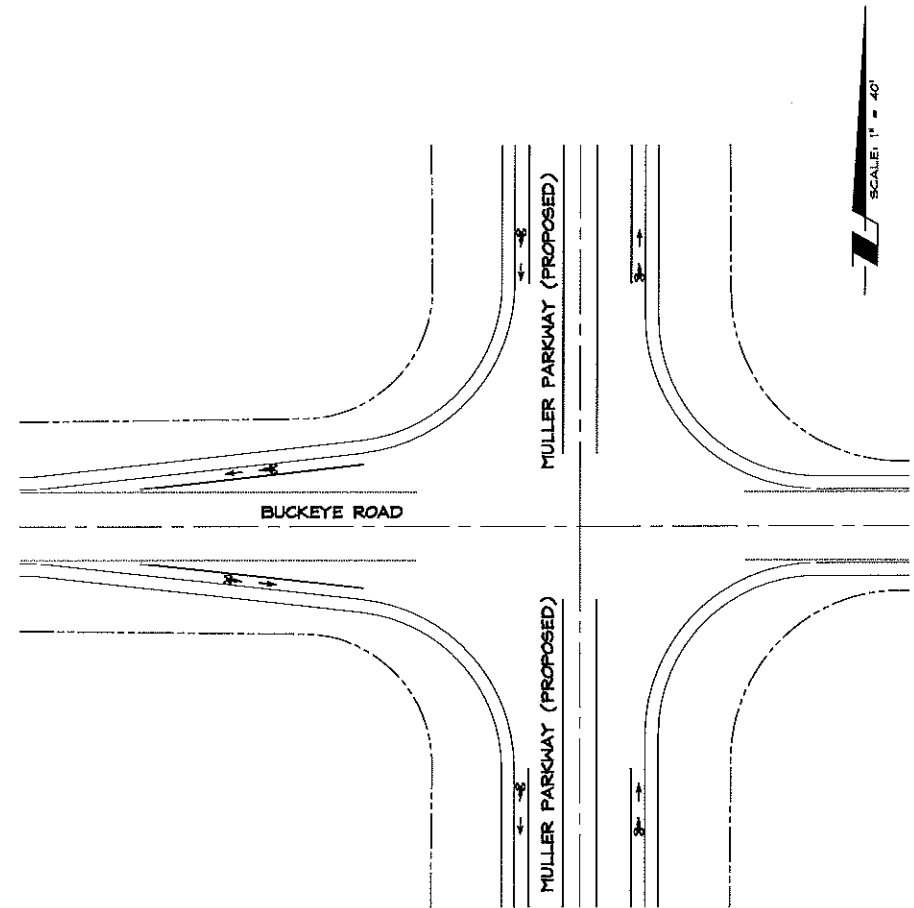 MULLER PARKWAY (PROPOSED)
SCALE: 1" = 40'
BUCKEYE ROAD
MULLER PARKWAY (PROPOSED)